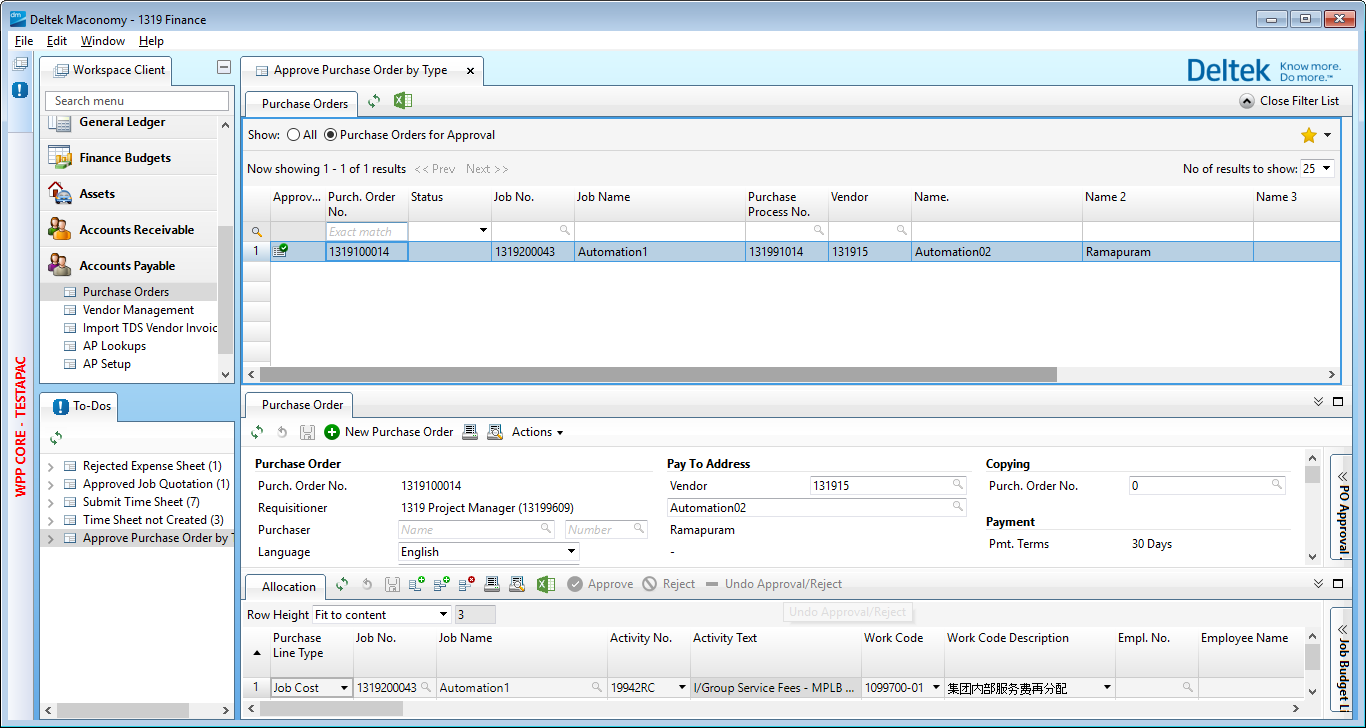 Deltek Maconomy - 1319 Finance
File Edit Window Help
Workspace Client
Search menu
General Ledger
Finance Budgets
Assets
Accounts Receivable
Accounts Payable
Purchase Orders
Vendor Management
Import TDS Vendor Invoic
AP Lookups
AP Setup
WPP CORE - TESTAPAC
To-Dos
Rejected Expense Sheet (1)
Approved Job Quotation (1)
Submit Time Sheet (7)
Time Sheet not Created (3)
Approve Purchase Order by T
Approve Purchase Order by Type
Deltek Know more.
Do more.™
Purchase Orders
Close Filter List
Show: All Purchase Orders for Approval
Now showing 1 - 1 of 1 results << Prev Next >>
No of results to show: 25
Approv... Purch. Order No. Status Job No. Job Name Purchase Process No. Vendor Name. Name 2 Name 3
Exact match
1 1319100014 1319200043 Automation1 131991014 131915 Automation02 Ramapuram
Purchase Order
New Purchase Order Actions
Purchase Order Pay To Address Copying
Purch. Order No. 1319100014 Vendor 131915 Purch. Order No. 0
Requisitioner 1319 Project Manager (13199609) Automation02
Payment
Purchaser Name Number Ramapuram
Language English - Pmt. Terms 30 Days
PO Approval
Allocation
Approve Reject Undo Approval/Reject
Row Height Fit to content 3
Undo Approval/Reject
Purchase Line Type Job No. Job Name Activity No. Activity Text Work Code Work Code Description Empl. No. Employee Name
1 Job Cost 1319200043 Automation1 19942RC I/Group Service Fees - MPLB ... 1099700-01 集团内部服务费再分配
Job Budget Li